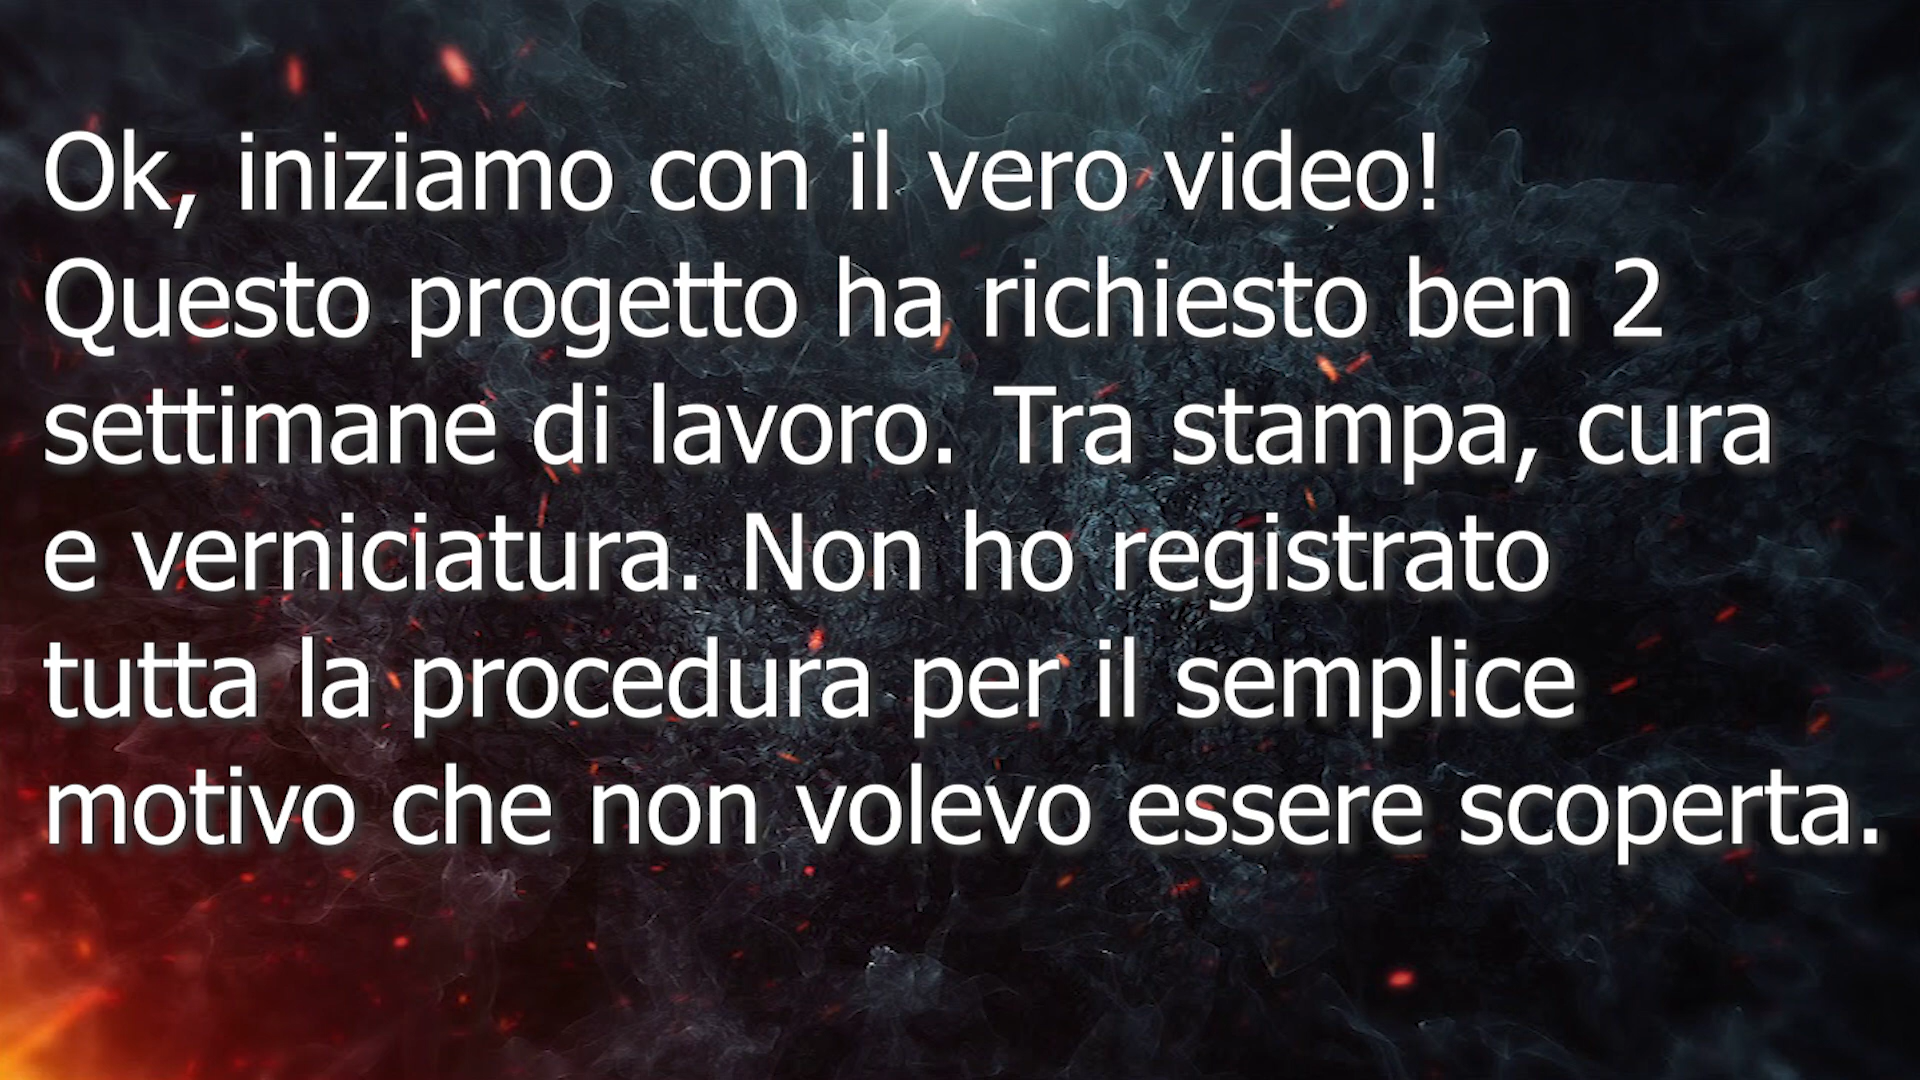 Ok, iniziamo con il vero video!
Questo progetto ha richiesto ben 2
settimane di lavoro. Tra stampa, cura
e verniciatura. Non ho registrato
tutta la procedura per il semplice
motivo che non volevo essere scoperta.